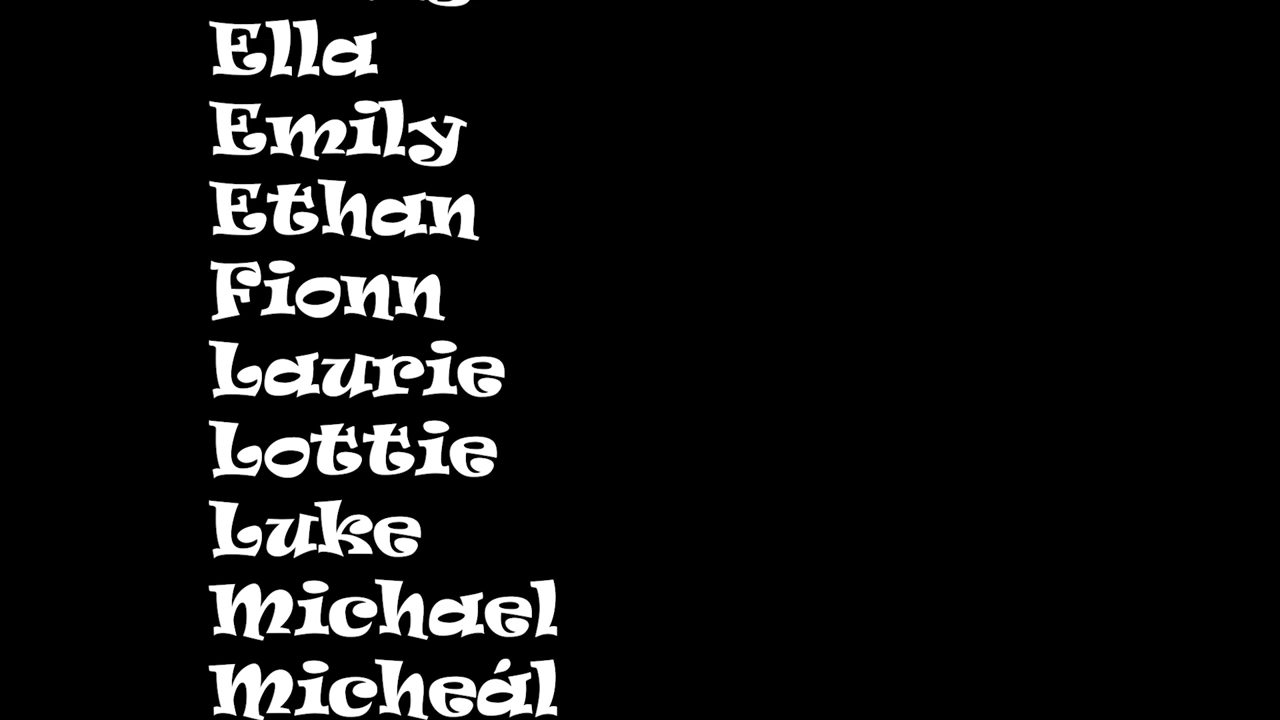 Ella
Emily
Ethan
Fionn
Laurie
Lottie
Luke
Michael
Micheál